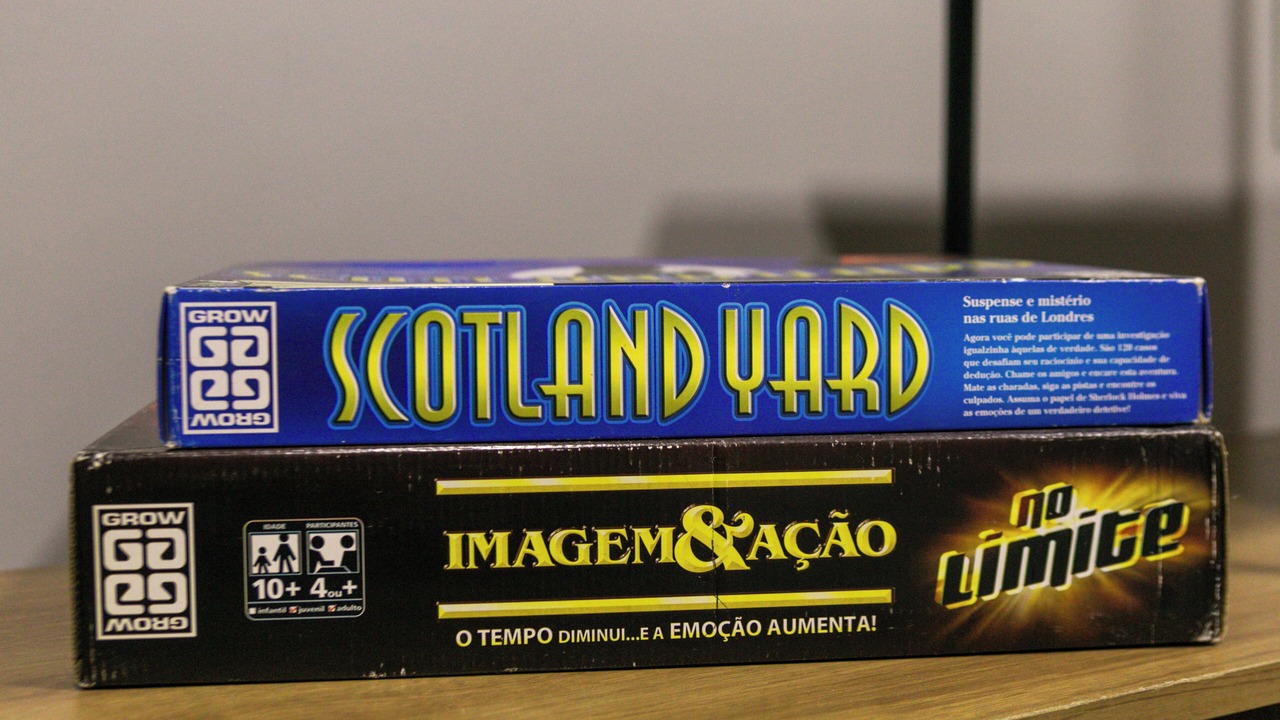 GROW
GROW
SCOTLAND YARD
Suspense e mistério
nas ruas de Londres
Agora você pode participar de uma investigação
igualzinha àquelas de verdade. São 120 casos
que desafiam seu raciocínio e sua capacidade de
dedução. Chame os amigos e encare esta aventura.
Mate as charadas, siga as pistas e encontre os
culpados. Assuma o papel de Sherlock Holmes e viva
as emoções de um verdadeiro detetive!
GROW
GROW
IDADE PARTICIPANTES
10+ 4ou+
infantil juvenil adulto
IMAGEM&AÇÃO
O TEMPO DIMINUI...E A EMOÇÃO AUMENTA!
no
Limite